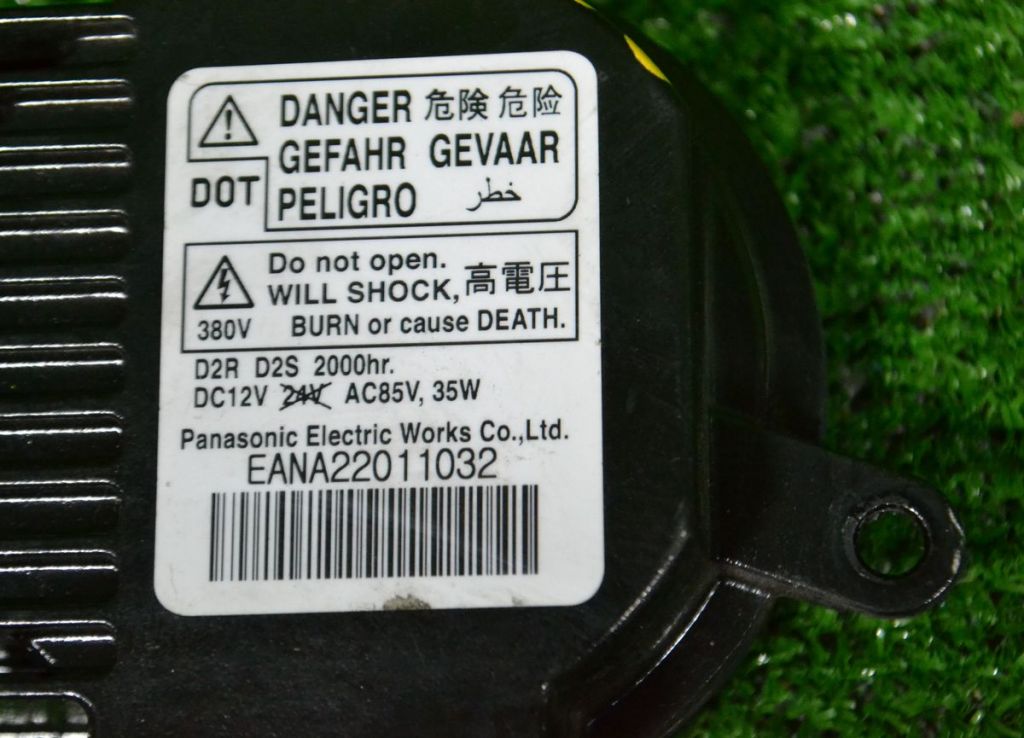 DANGER 危険 危险
GEFAHR GEVAAR
DOT PELIGRO خطر
Do not open.
WILL SHOCK, 高電圧
380V BURN or cause DEATH.
D2R D2S 2000hr.
DC12V 24V AC85V, 35W
Panasonic Electric Works Co.,Ltd.
EANA22011032